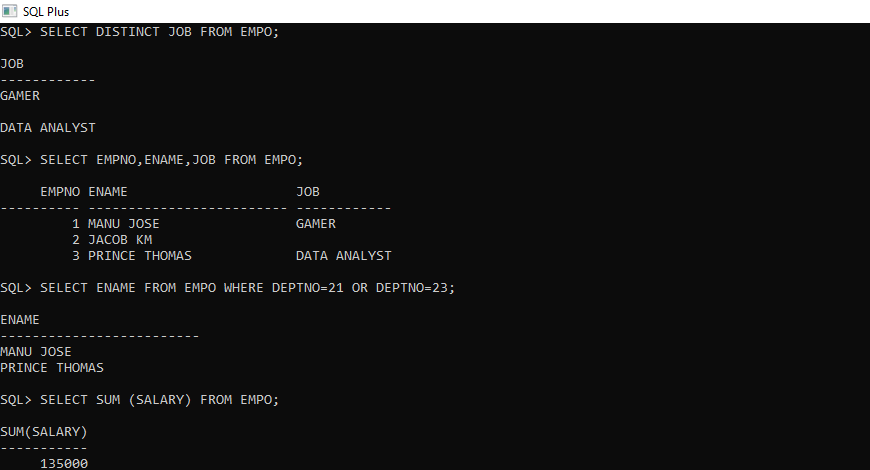 SQL Plus
SQL> SELECT DISTINCT JOB FROM EMPO;
JOB
------------
GAMER
DATA ANALYST
SQL> SELECT EMPNO,ENAME,JOB FROM EMPO;
     EMPNO ENAME                     JOB
---------- ------------------------- ------------
         1 MANU JOSE                 GAMER
         2 JACOB KM
         3 PRINCE THOMAS             DATA ANALYST
SQL> SELECT ENAME FROM EMPO WHERE DEPTNO=21 OR DEPTNO=23;
ENAME
-------------------------
MANU JOSE
PRINCE THOMAS
SQL> SELECT SUM (SALARY) FROM EMPO;
SUM(SALARY)
-----------
     135000